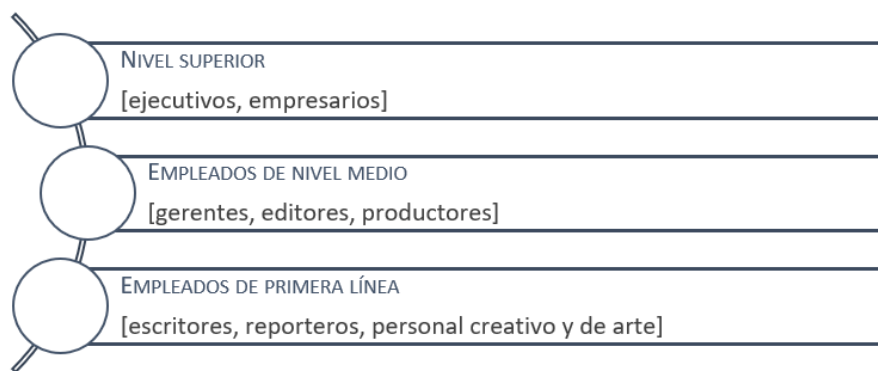 NIVEL SUPERIOR
[ejecutivos, empresarios]
EMPLEADOS DE NIVEL MEDIO
[gerentes, editores, productores]
EMPLEADOS DE PRIMERA LÍNEA
[escritores, reporteros, personal creativo y de arte]